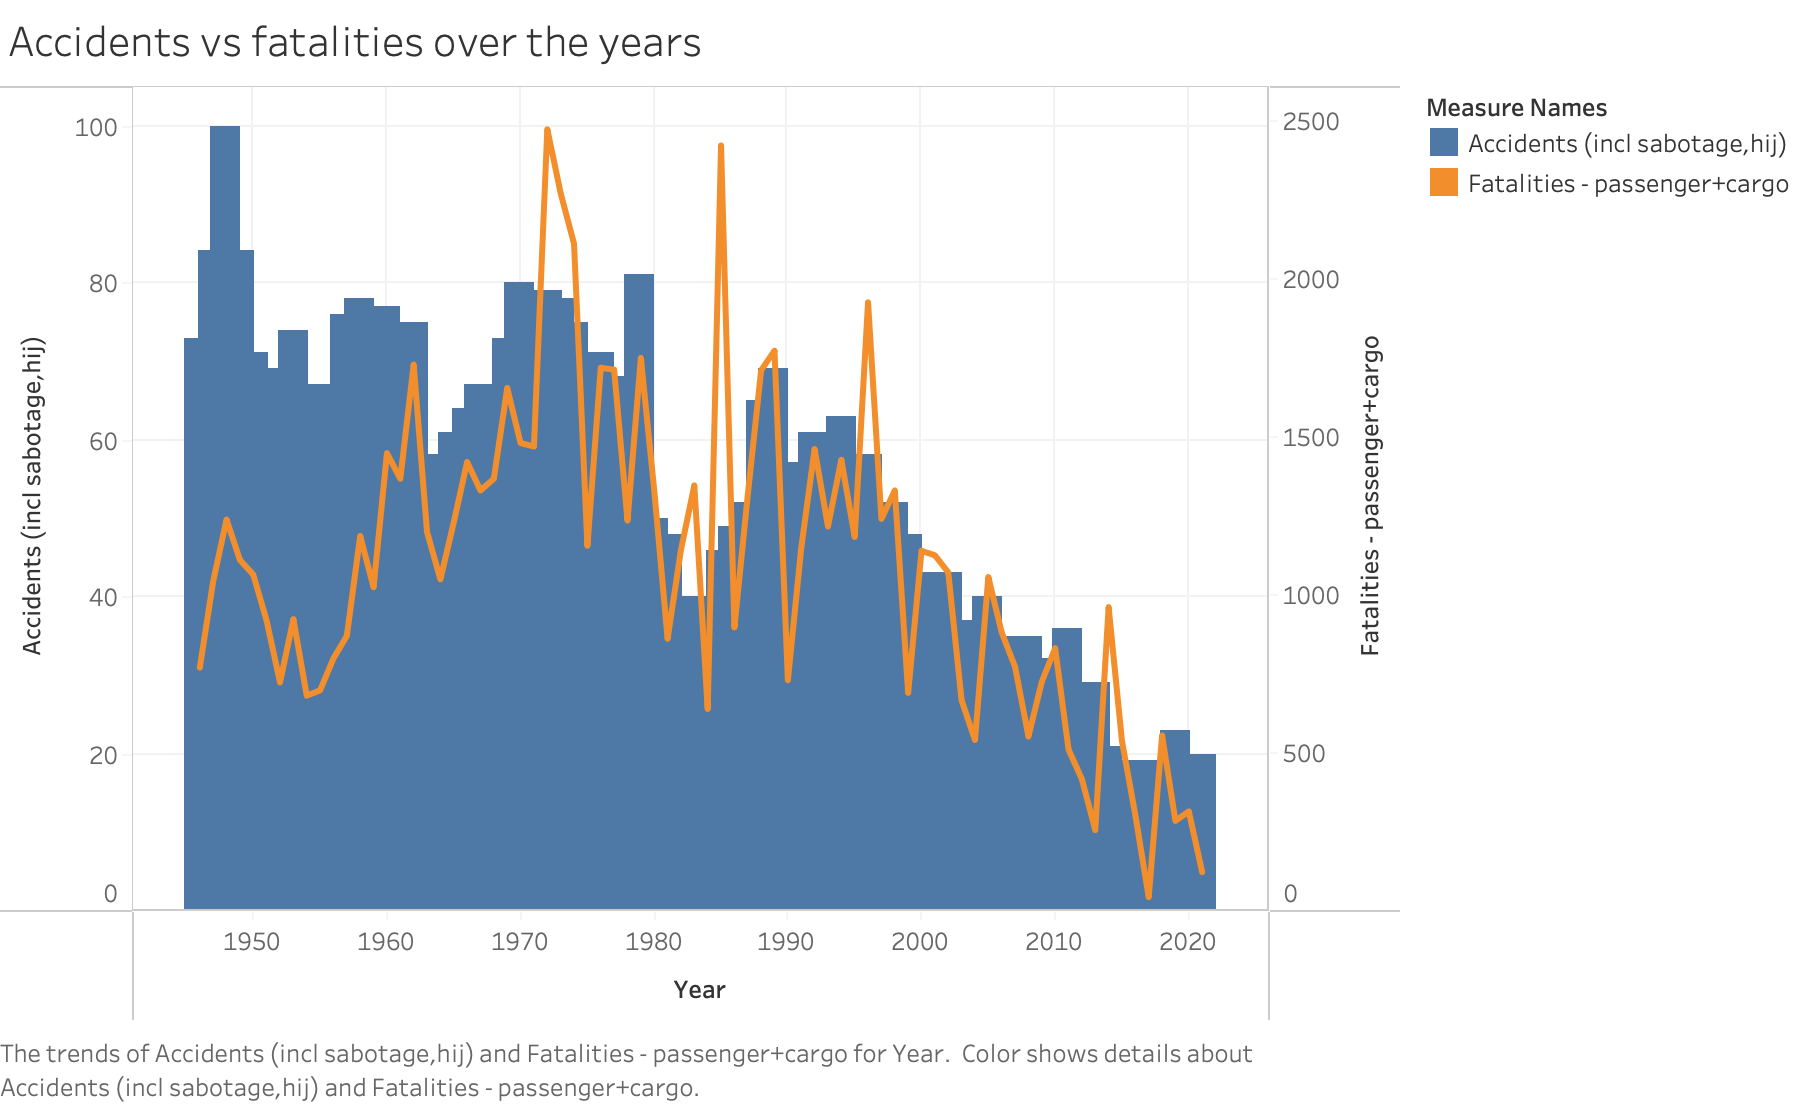 Accidents vs fatalities over the years
Measure Names
Accidents (incl sabotage,hij)
Fatalities - passenger+cargo
Accidents (incl sabotage,hij)
100
80
60
40
20
0
2500
2000
1500
1000
500
0
Fatalities - passenger+cargo
1950 1960 1970 1980 1990 2000 2010 2020
Year
The trends of Accidents (incl sabotage,hij) and Fatalities - passenger+cargo for Year.  Color shows details about
Accidents (incl sabotage,hij) and Fatalities - passenger+cargo.